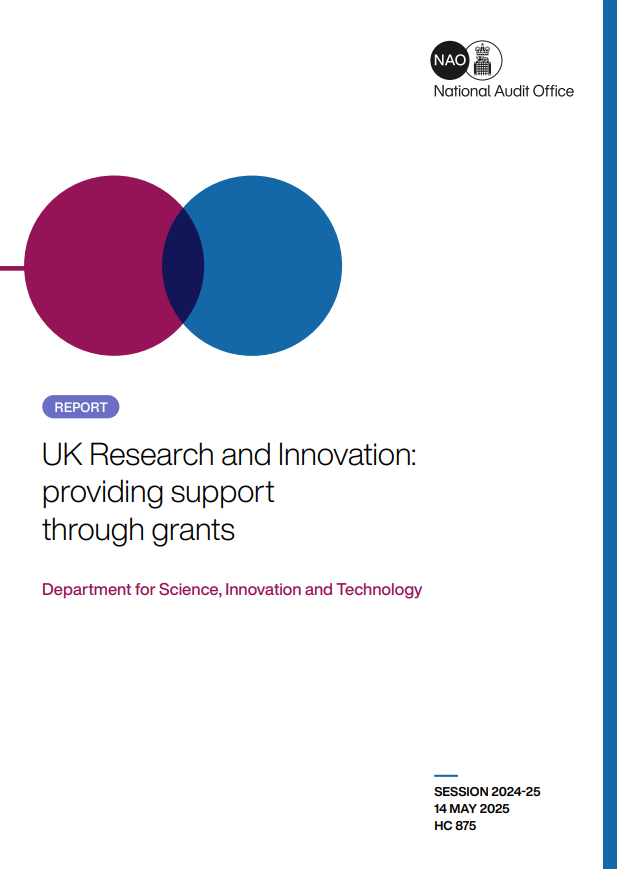 NAO
National Audit Office
REPORT
UK Research and Innovation:
providing support
through grants
Department for Science, Innovation and Technology
SESSION 2024-25
14 MAY 2025
HC 875